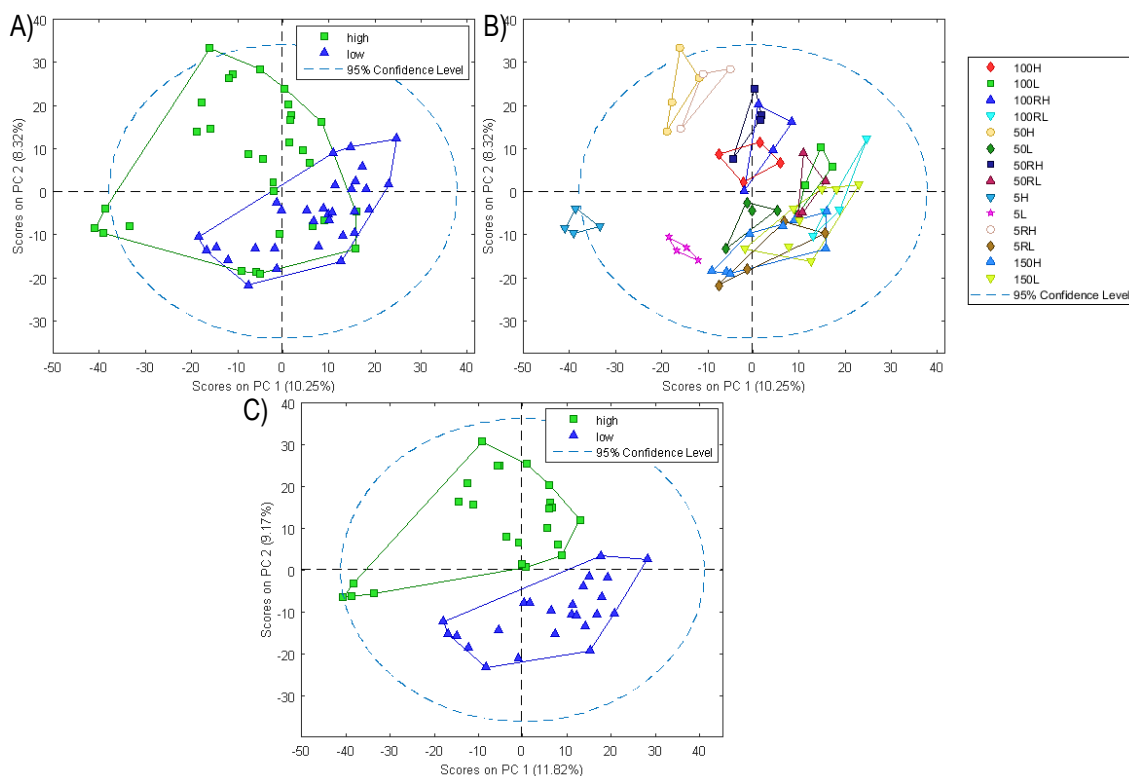 A)
high
low
95% Confidence Level
40
30
20
10
0
-10
-20
-30
Scores on PC 2 (8.32%)
-50 -40 -30 -20 -10 0 10 20 30 40
Scores on PC 1 (10.25%)
B)
40
30
20
10
0
-10
-20
-30
Scores on PC 2 (8.32%)
-50 -40 -30 -20 -10 0 10 20 30 40
Scores on PC 1 (10.25%)
100H
100L
100RH
100RL
50H
50L
50RH
50RL
5H
5L
5RH
5RL
150H
150L
95% Confidence Level
C)
high
low
95% Confidence Level
40
30
20
10
0
-10
-20
-30
Scores on PC 2 (9.17%)
-50 -40 -30 -20 -10 0 10 20 30 40
Scores on PC 1 (11.82%)